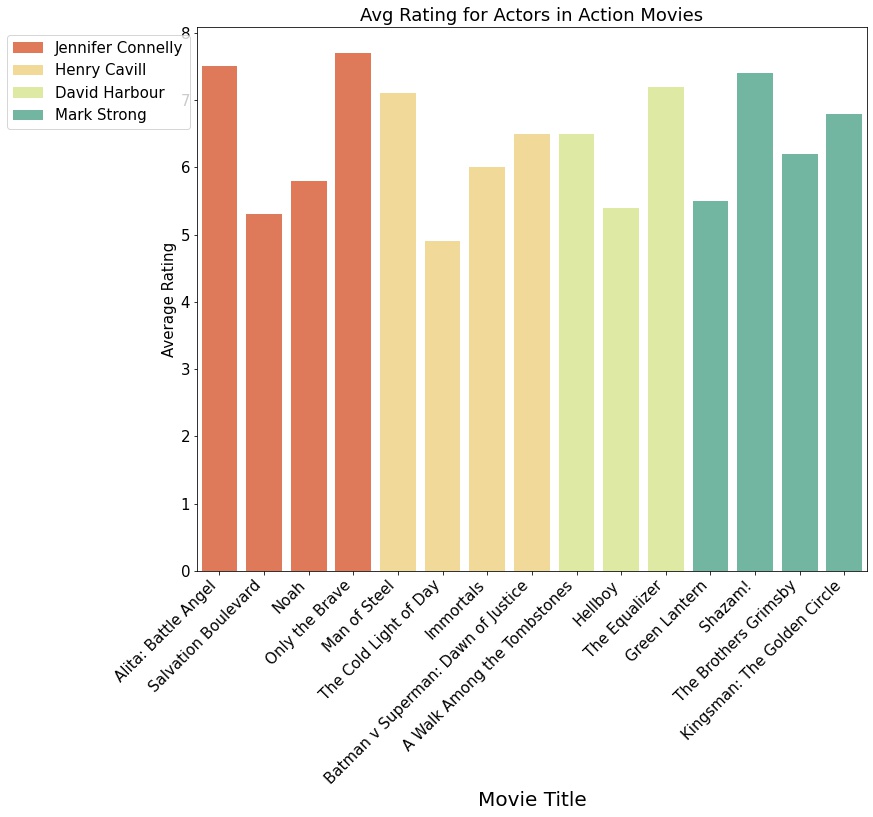 Avg Rating for Actors in Action Movies
Jennifer Connelly
Henry Cavill
David Harbour
Mark Strong
Average Rating
8
7
6
5
4
3
2
1
0
Alita: Battle Angel
Salvation Boulevard
Noah
Only the Brave
Man of Steel
The Cold Light of Day
Immortals
Batman v Superman: Dawn of Justice
A Walk Among the Tombstones
Hellboy
The Equalizer
Green Lantern
Shazam!
The Brothers Grimsby
Kingsman: The Golden Circle
Movie Title